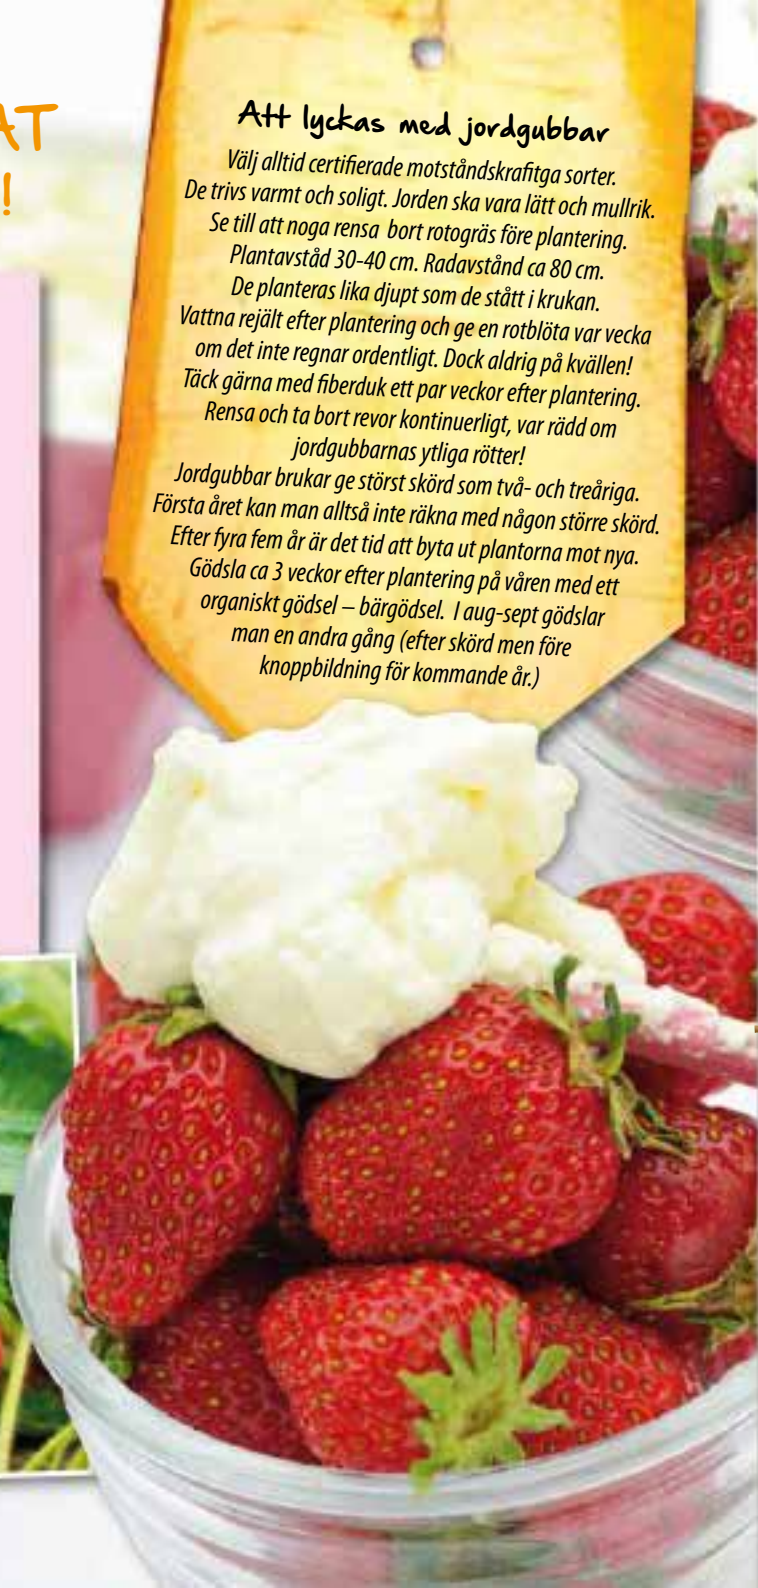 AT
!
Att lyckas med jordgubbar
Välj alltid certifierade motståndskrafitga sorter.
De trivs varmt och soligt. Jorden ska vara lätt och mullrik.
Se till att noga rensa bort rotogräs före plantering.
Plantavståd 30-40 cm. Radavstånd ca 80 cm.
De planteras lika djupt som de stått i krukan.
Vattna rejält efter plantering och ge en rotblöta var vecka
om det inte regnar ordentligt. Dock aldrig på kvällen!
Täck gärna med fiberduk ett par veckor efter plantering.
Rensa och ta bort revor kontinuerligt, var rädd om
jordgubbarnas ytliga rötter!
Jordgubbar brukar ge störst skörd som två- och treåriga.
Första året kan man alltså inte räkna med någon större skörd.
Efter fyra fem år är det tid att byta ut plantorna mot nya.
Gödsla ca 3 veckor efter plantering på våren med ett
organiskt gödsel – bärgödsel. I aug-sept gödslar
man en andra gång (efter skörd men före
knoppbildning för kommande år.)